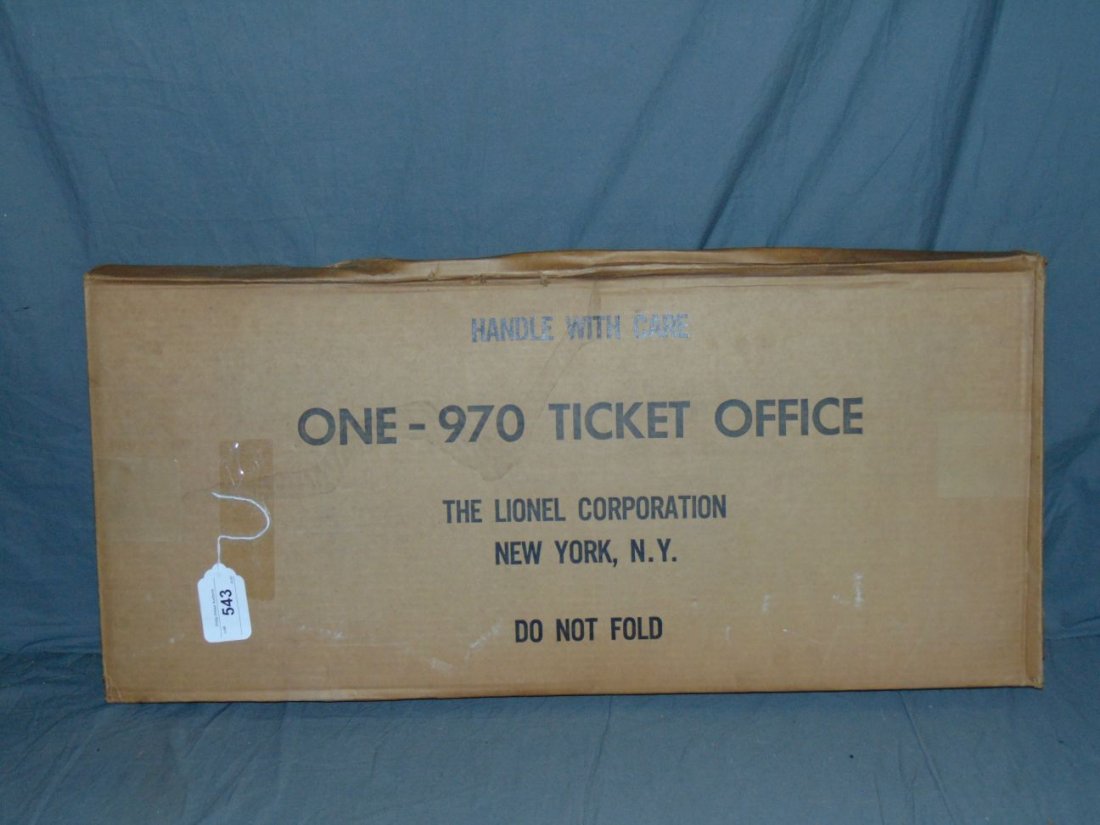 HANDLE WITH CARE
ONE - 970 TICKET OFFICE
THE LIONEL CORPORATION
NEW YORK, N.Y.
DO NOT FOLD
543